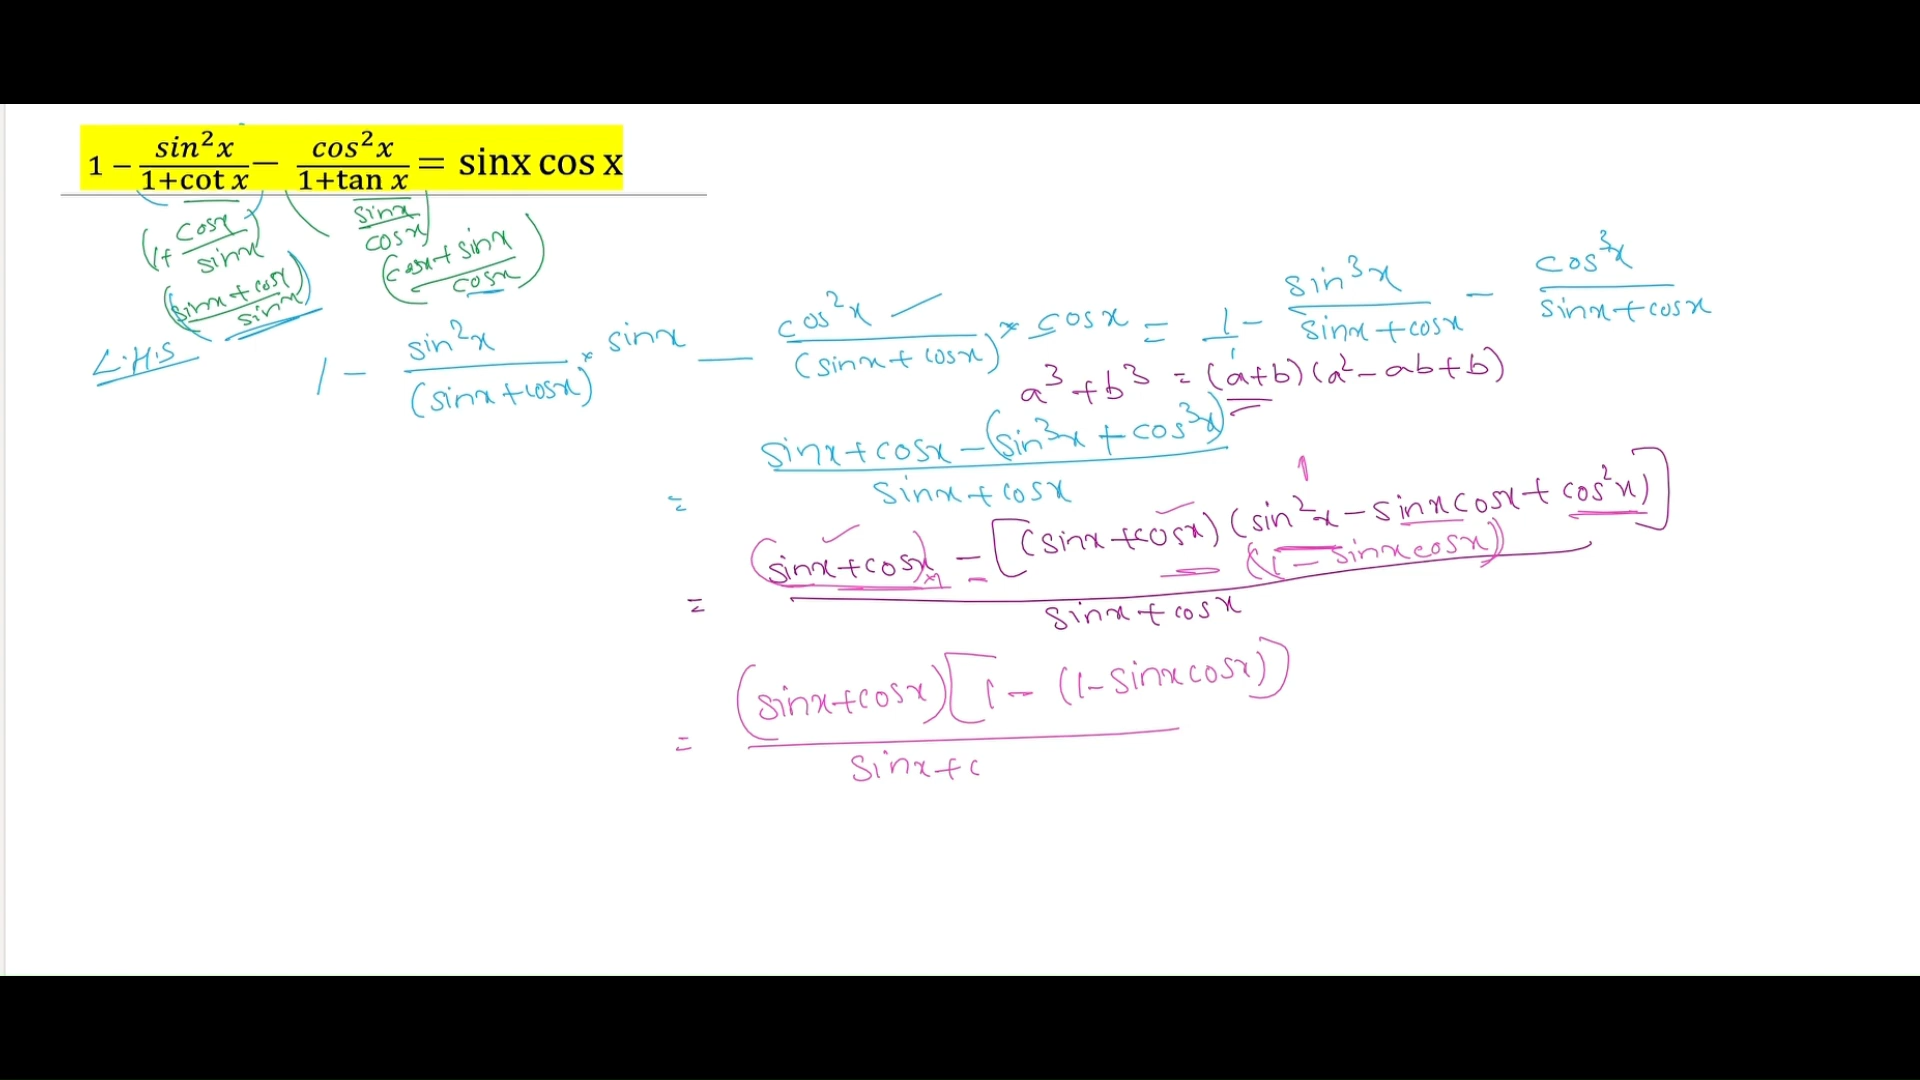 1 − sin²x/(1+cot x) − cos²x/(1+tan x) = sinx cos x
(1+ cosx/sinx) sinx/cosx
(sinx+cosx/sinx) (cosx+sinx/cosx)
L.H.S 1 − sin²x/(sinx+cosx) * sinx − cos²x/(sinx+cosx) * cosx = 1 − sin³x/(sinx+cosx) − cos³x/(sinx+cosx)
a³+b³ = (a+b)(a²−ab+b)
= sinx+cosx−(sin³x+cos³x)/(sinx+cosx)
1
= (sinx+cosx)×1 − [(sinx+cosx)(sin²x−sinxcosx+cos²x)]/(sinx+cosx)
(1−sinxcosx)
= (sinx+cosx)[1−(1−sinxcosx)]/sinx+c